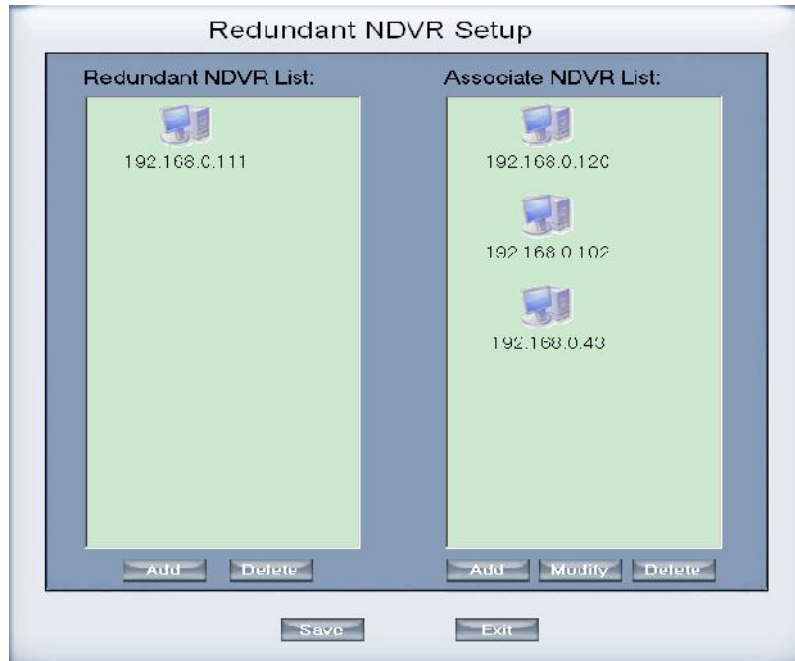 Redundant NDVR Setup
Redundant NDVR List:
192.168.0.111
Add Delete
Associate NDVR List:
192.168.0.120
192.168.0.102
192.168.0.43
Add Modify Delete
Save Exit